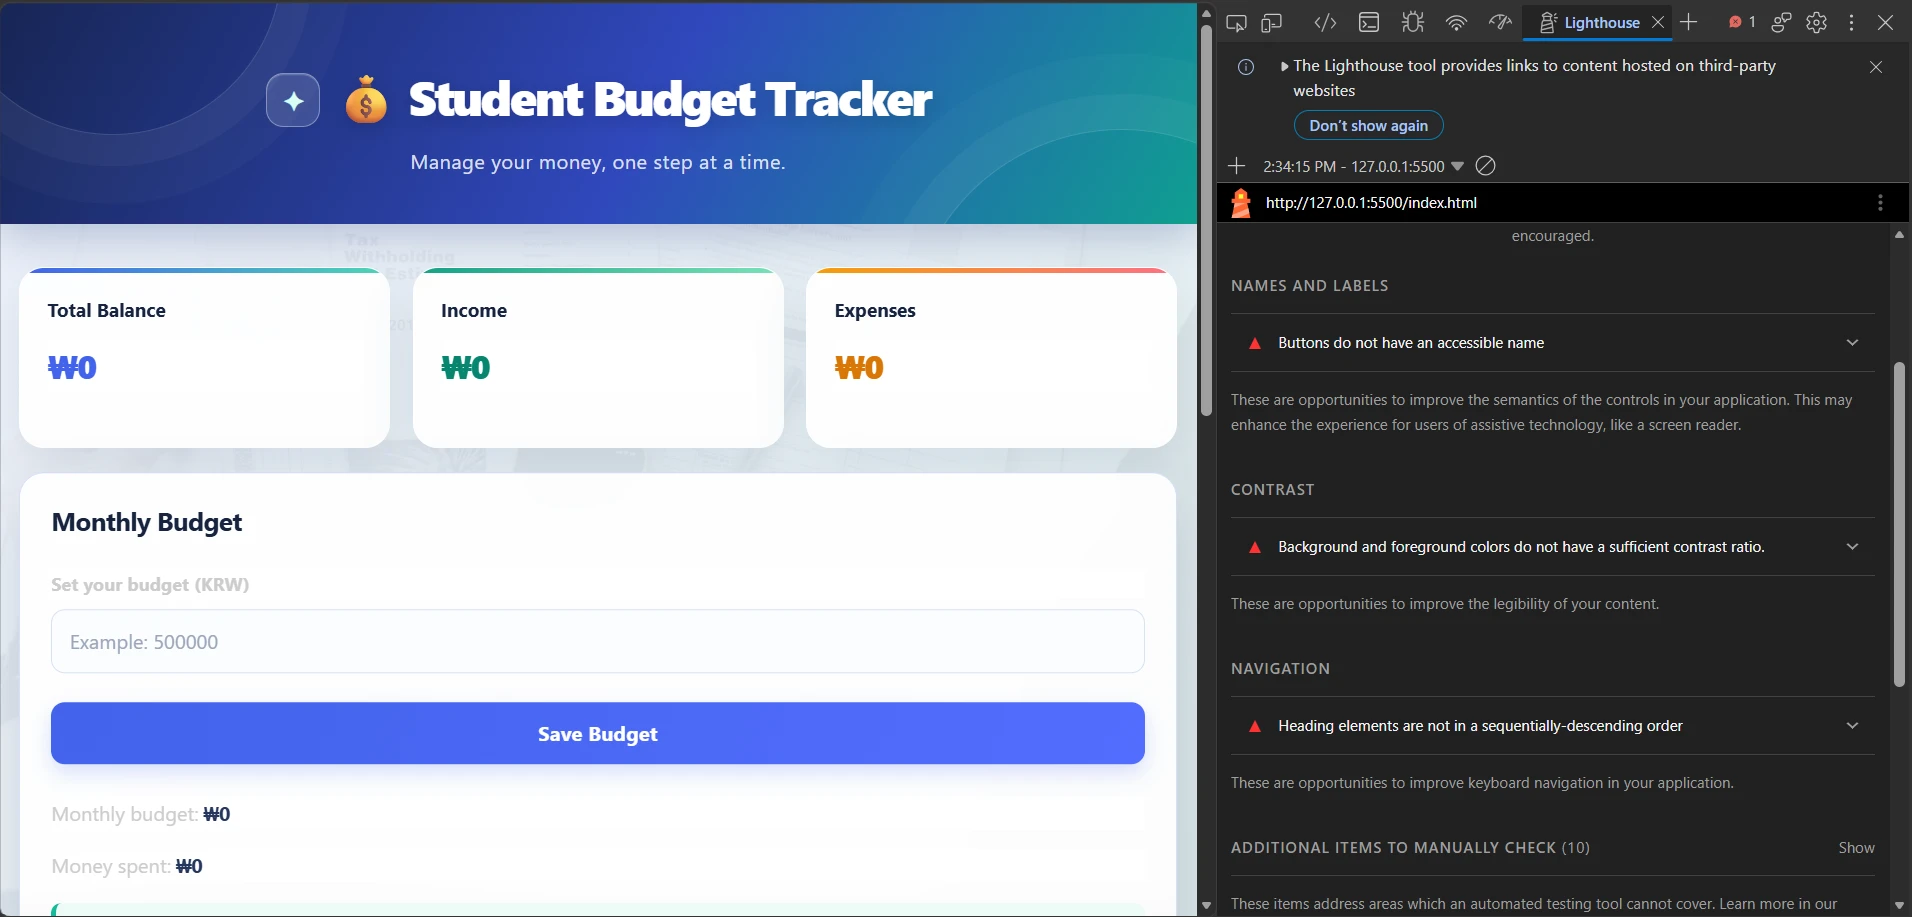 Student Budget Tracker
Manage your money, one step at a time.
Tax
Withholding
Esti
201
Total Balance
₩0
Income
₩0
Expenses
₩0
Monthly Budget
Set your budget (KRW)
Example: 500000
Save Budget
Monthly budget: ₩0
Money spent: ₩0
Lighthouse
1
The Lighthouse tool provides links to content hosted on third-party
websites
Don't show again
2:34:15 PM - 127.0.0.1:5500
http://127.0.0.1:5500/index.html
encouraged.
NAMES AND LABELS
Buttons do not have an accessible name
These are opportunities to improve the semantics of the controls in your application. This may
enhance the experience for users of assistive technology, like a screen reader.
CONTRAST
Background and foreground colors do not have a sufficient contrast ratio.
These are opportunities to improve the legibility of your content.
NAVIGATION
Heading elements are not in a sequentially-descending order
These are opportunities to improve keyboard navigation in your application.
ADDITIONAL ITEMS TO MANUALLY CHECK (10)
Show
These items address areas which an automated testing tool cannot cover. Learn more in our